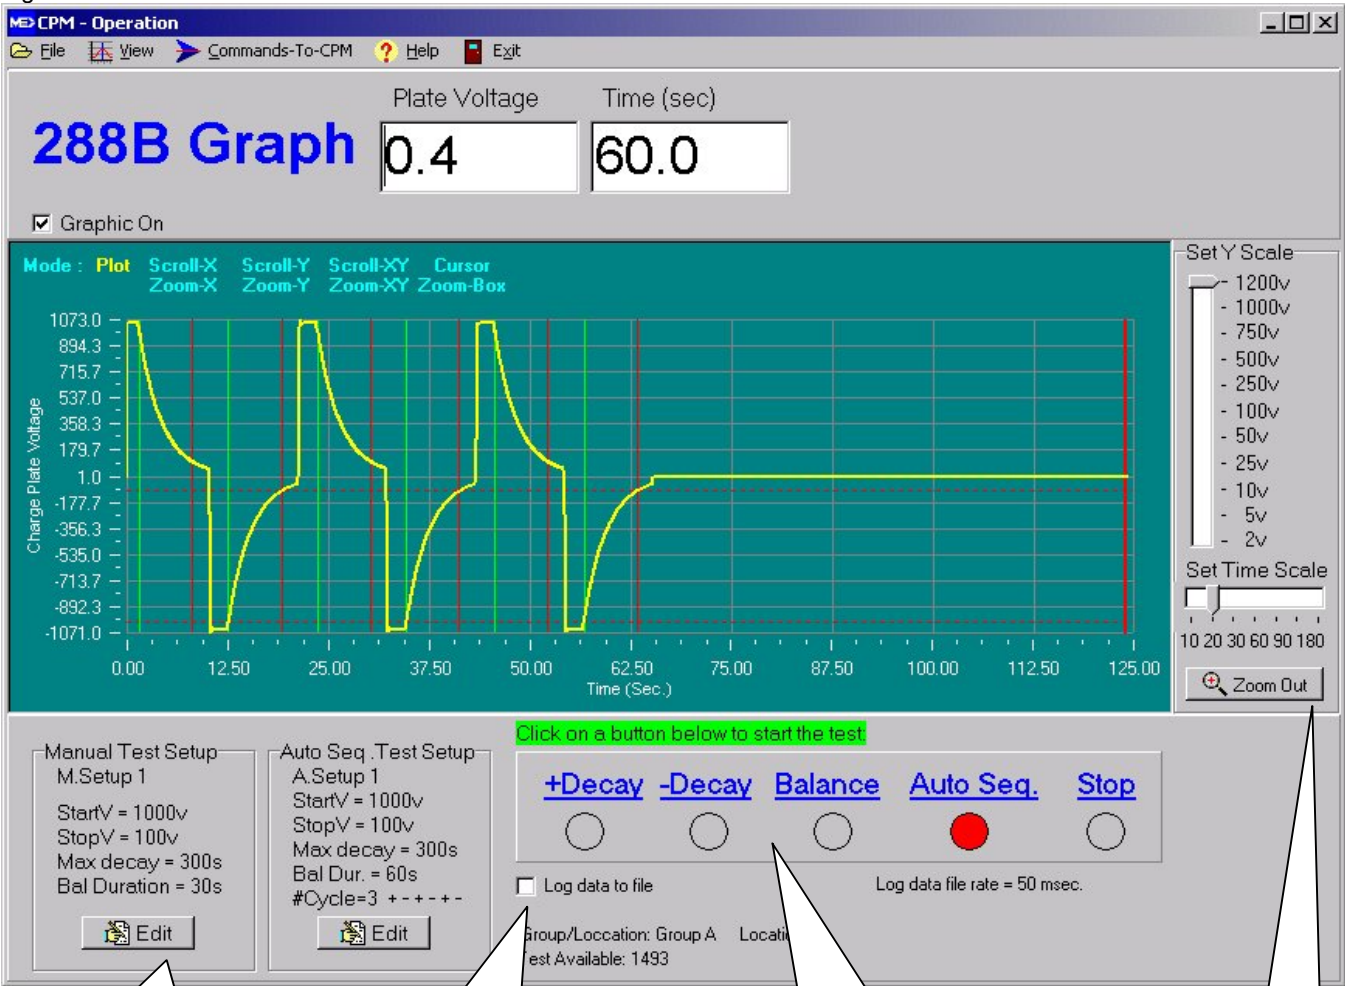 MED CPM - Operation
File View Commands-To-CPM ? Help Exit
Plate Voltage Time (sec)
288B Graph 0.4 60.0
Graphic On
Mode : Plot Scroll-X Scroll-Y Scroll-XY Cursor
Zoom-X Zoom-Y Zoom-XY Zoom-Box
Charge Plate Voltage
1073.0
894.3
715.7
537.0
358.3
179.7
1.0
-177.7
-356.3
-535.0
-713.7
-892.3
-1071.0
0.00 12.50 25.00 37.50 50.00 62.50 75.00 87.50 100.00 112.50 125.00
Time (Sec.)
Set Y Scale
1200v
1000v
750v
500v
250v
100v
50v
25v
10v
5v
2v
Set Time Scale
10 20 30 60 90 180
Zoom Out
Manual Test Setup
M.Setup 1
StartV = 1000v
StopV = 100v
Max decay = 300s
Bal Duration = 30s
Edit
Auto Seq .Test Setup
A.Setup 1
StartV = 1000v
StopV = 100v
Max decay = 300s
Bal Dur. = 60s
#Cycle=3 + - + - + -
Edit
Click on a button below to start the test:
+Decay -Decay Balance Auto Seq. Stop
Log data to file Log data file rate = 50 msec.
Group/Loccation: Group A
est Available: 1493